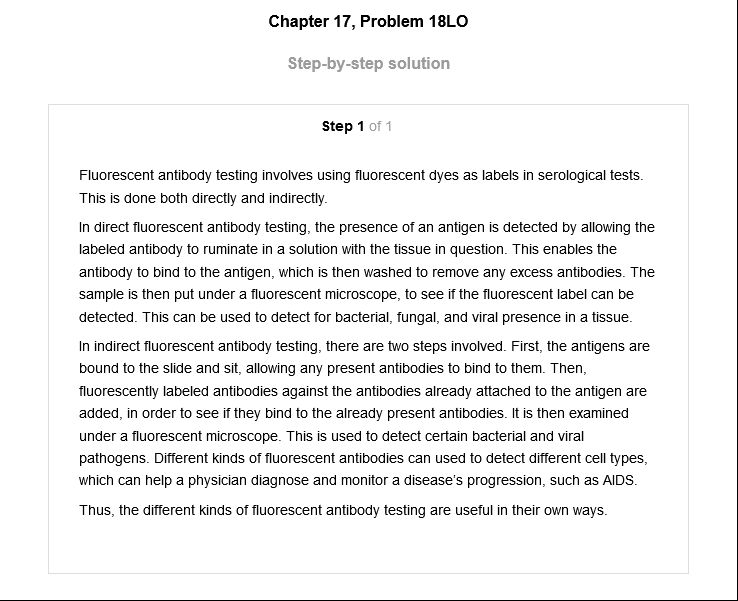 Chapter 17, Problem 18LO
Step-by-step solution
Step 1 of 1
Fluorescent antibody testing involves using fluorescent dyes as labels in serological tests.
This is done both directly and indirectly.
In direct fluorescent antibody testing, the presence of an antigen is detected by allowing the
labeled antibody to ruminate in a solution with the tissue in question. This enables the
antibody to bind to the antigen, which is then washed to remove any excess antibodies. The
sample is then put under a fluorescent microscope, to see if the fluorescent label can be
detected. This can be used to detect for bacterial, fungal, and viral presence in a tissue.
In indirect fluorescent antibody testing, there are two steps involved. First, the antigens are
bound to the slide and sit, allowing any present antibodies to bind to them. Then,
fluorescently labeled antibodies against the antibodies already attached to the antigen are
added, in order to see if they bind to the already present antibodies. It is then examined
under a fluorescent microscope. This is used to detect certain bacterial and viral
pathogens. Different kinds of fluorescent antibodies can used to detect different cell types,
which can help a physician diagnose and monitor a disease's progression, such as AIDS.
Thus, the different kinds of fluorescent antibody testing are useful in their own ways.